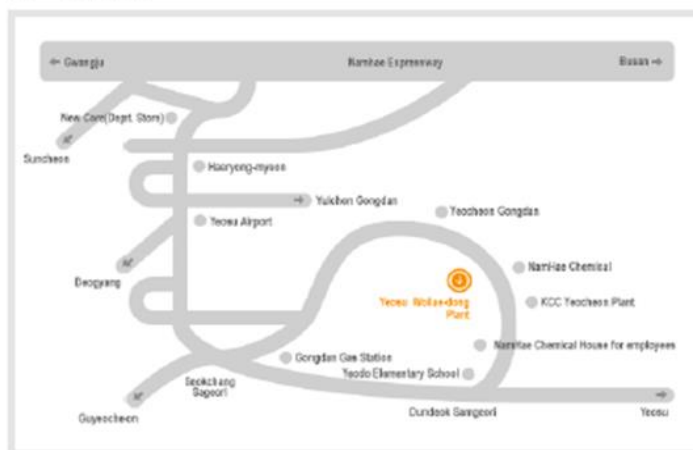 ← Gwangju
Namhae Expressway
Busan →
New Core(Dept. Store)
Suncheon
Haeryong-myeon
Yulchon Gongdan
Yeosu Airport
Yeocheon Gongdan
Deogyang
NamHae Chemical
Yeosu Wollae-dong
Plant
KCC Yeocheon Plant
NamHae Chemical House for employees
Gongdan Gas Station
Yeodo Elementary School
Seokchang
Sageori
Guyeocheon
Dundeok Samgeori
Yeosu